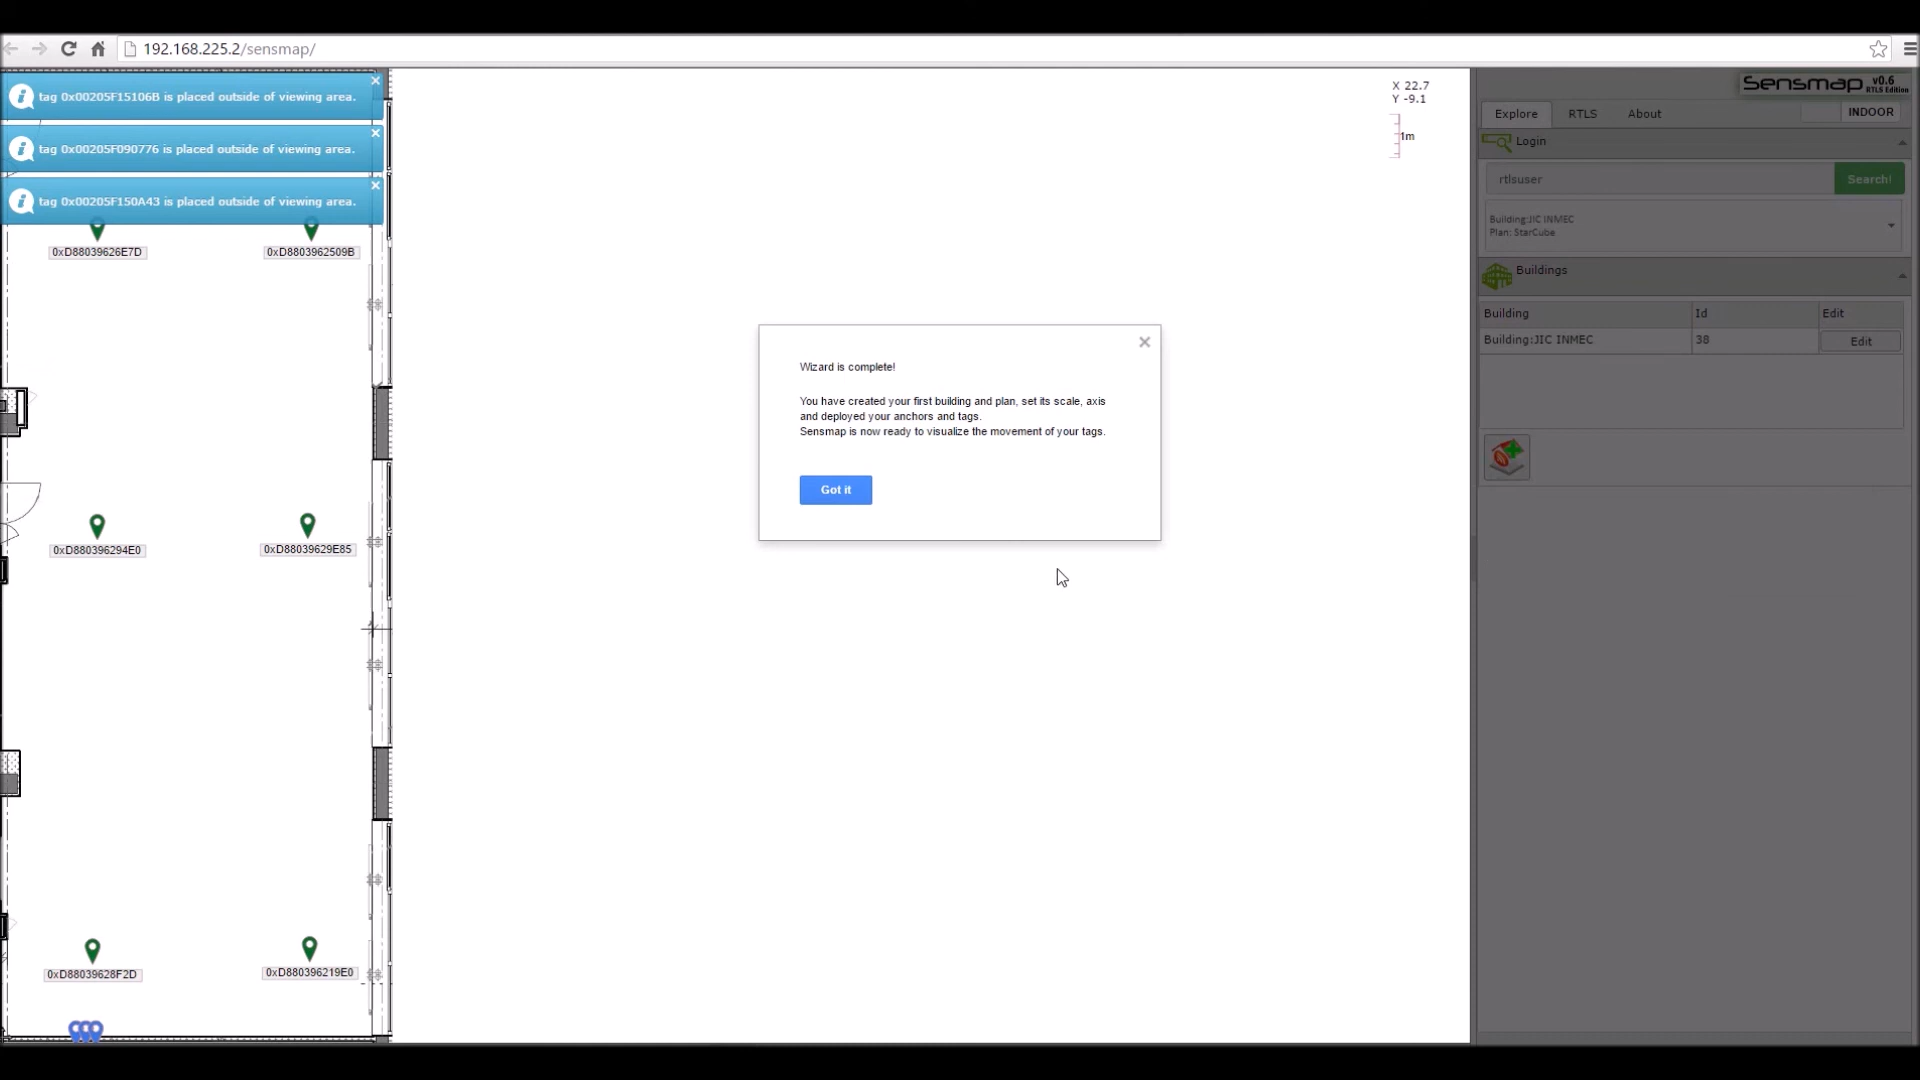 192.168.225.2/sensmap/
tag 0x00205F15106B is placed outside of viewing area.
tag 0x00205F090776 is placed outside of viewing area.
tag 0x00205F150A43 is placed outside of viewing area.
0xD88039626E7D
0xD8803962509B
0xD880396294E0
0xD88039629E85
0xD88039628F2D
0xD880396219E0
X 22.7
Y -9.1
1m
Wizard is complete!
You have created your first building and plan, set its scale, axis
and deployed your anchors and tags.
Sensmap is now ready to visualize the movement of your tags.
Got it
Sensmap v0.6
RTLS Edition
Explore RTLS About INDOOR
Login
rtlsuser Search!
Building:JIC INMEC
Plan: StarCube
Buildings
Building Id Edit
Building:JIC INMEC 38 Edit